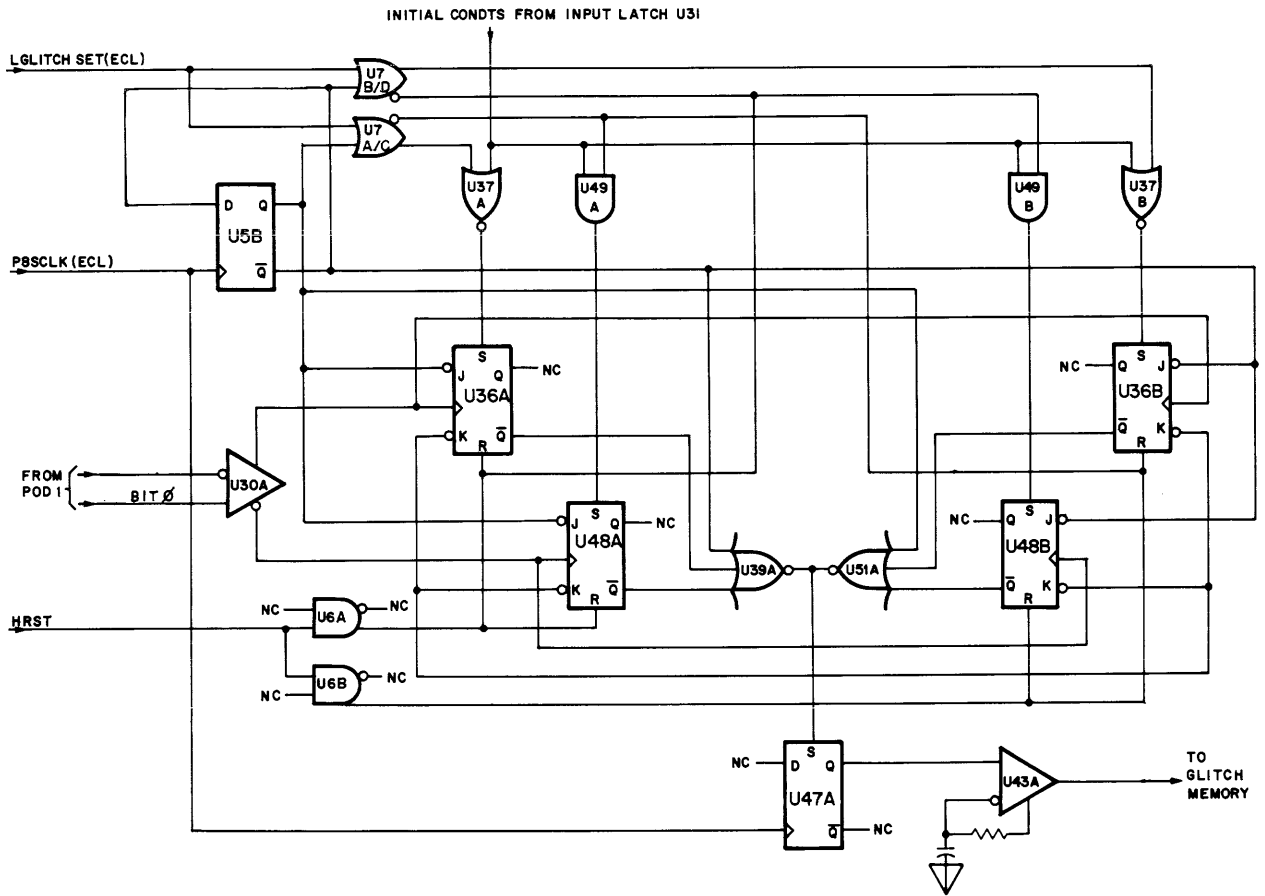 INITIAL CONDTS FROM INPUT LATCH U31
LGLITCH SET(ECL)
U7
B/D
U7
A/C
U37
A
U49
A
U49
B
U37
B
D Q
U5B
Q
PBSCLK(ECL)
S
J Q NC
U36A
K Q
R
S
NC Q J
U36B
Q K
R
FROM
POD 1
BIT Ø
U30A
S
J Q NC
U48A
K Q
R
U39A
U51A
S
NC Q J
U48B
Q K
R
NC U6A NC
HRST
U6B NC
NC
S
NC D Q
U47A
Q NC
U43A
TO
GLITCH
MEMORY